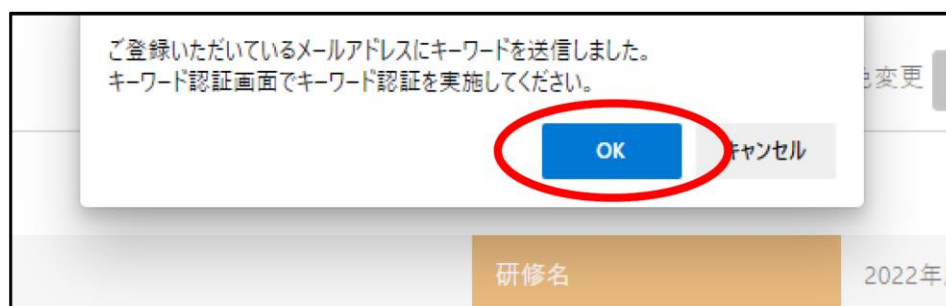 ご登録いただいているメールアドレスにキーワードを送信しました。
キーワード認証画面でキーワード認証を実施してください。
色変更
OK
キャンセル
研修名
2022年